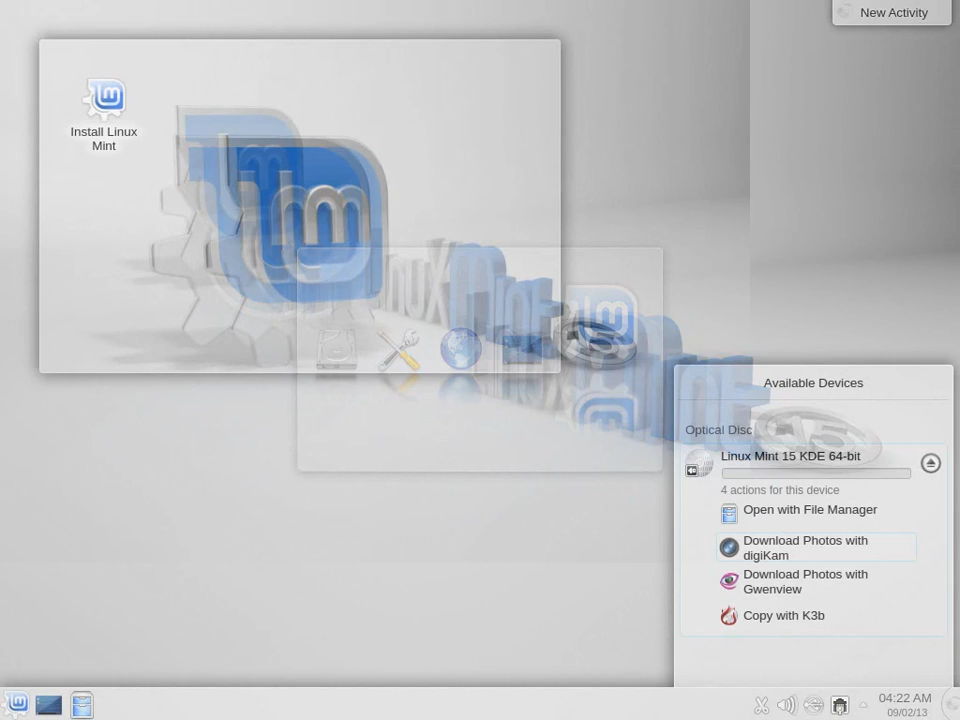 New Activity
Install Linux
Mint
linuxmint
15
Available Devices
Optical Disc
Linux Mint 15 KDE 64-bit
4 actions for this device
Open with File Manager
Download Photos with
digiKam
Download Photos with
Gwenview
Copy with K3b
04:22 AM
09/02/13